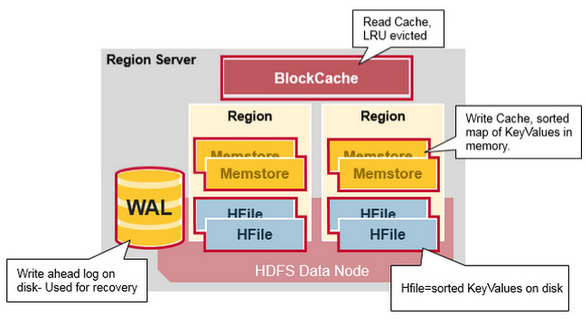 Read Cache,
LRU evicted
Region Server
BlockCache
Region
Region
Write Cache, sorted
map of KeyValues in
memory.
Memstore
Memstore
Memstore
Memstore
WAL
HFile
HFile
HFile
HFile
HDFS Data Node
Write ahead log on
disk- Used for recovery
Hfile=sorted KeyValues on disk